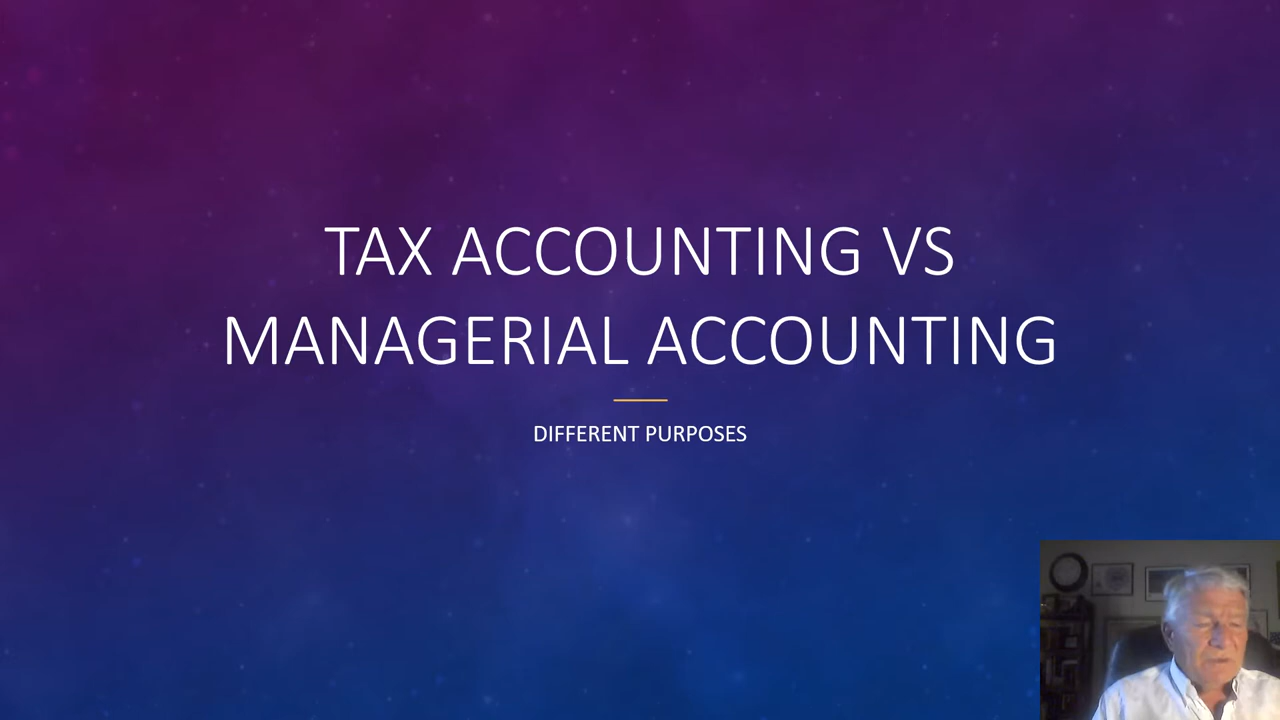 TAX ACCOUNTING VS
MANAGERIAL ACCOUNTING
DIFFERENT PURPOSES